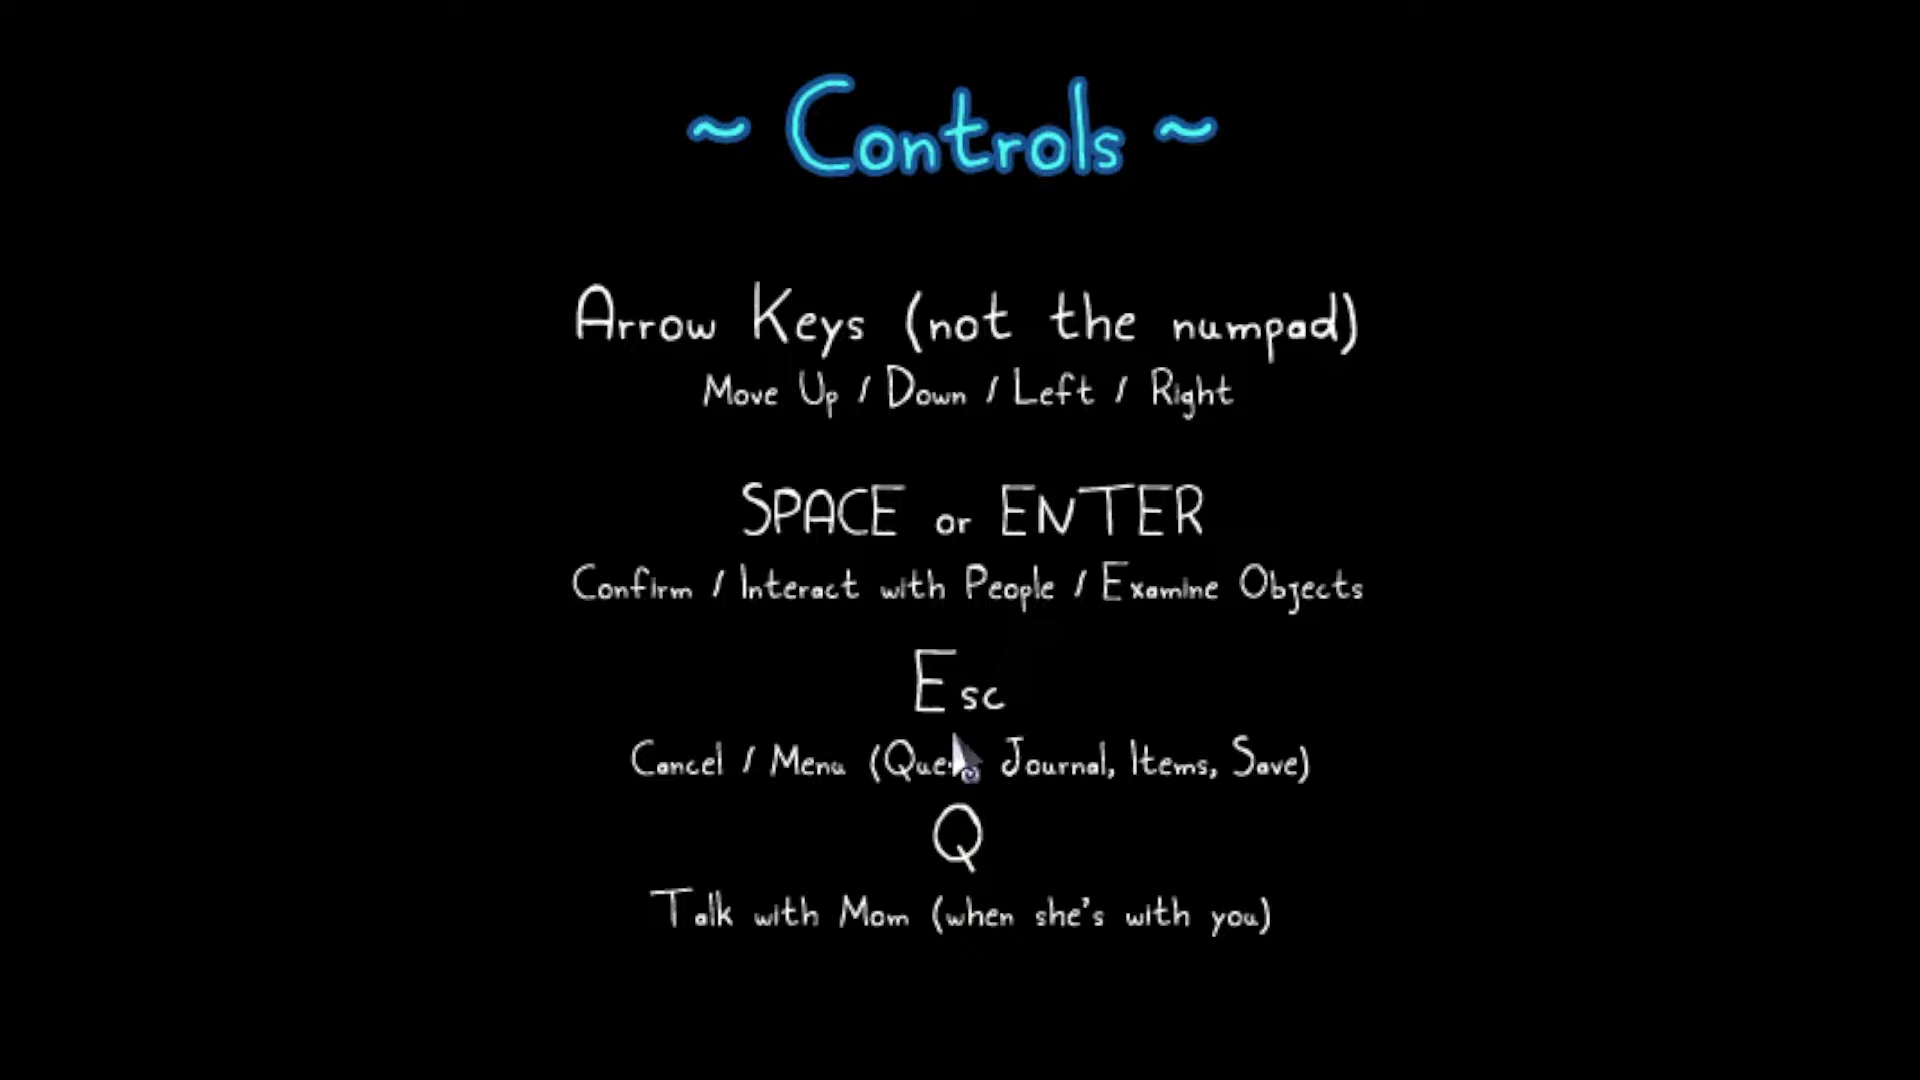 ~ Controls ~
Arrow Keys (not the numpad)
Move Up / Down / Left / Right
SPACE or ENTER
Confirm / Interact with People / Examine Objects
Esc
Cancel / Menu ( Journal, Items, Save)
Q
Talk with Mom (when she's with you)